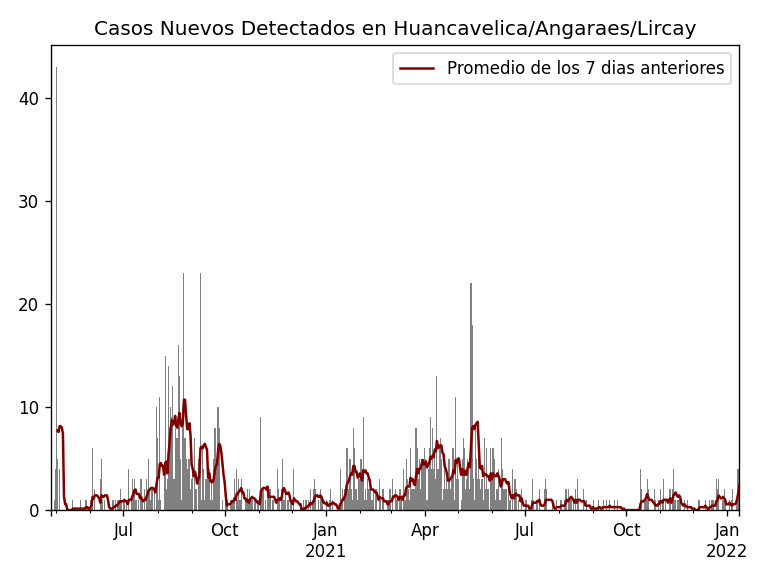 Casos Nuevos Detectados en Huancavelica/Angaraes/Lircay
Promedio de los 7 dias anteriores
40
30
20
10
0
Jul Oct Jan Apr Jul Oct Jan
2021 2022